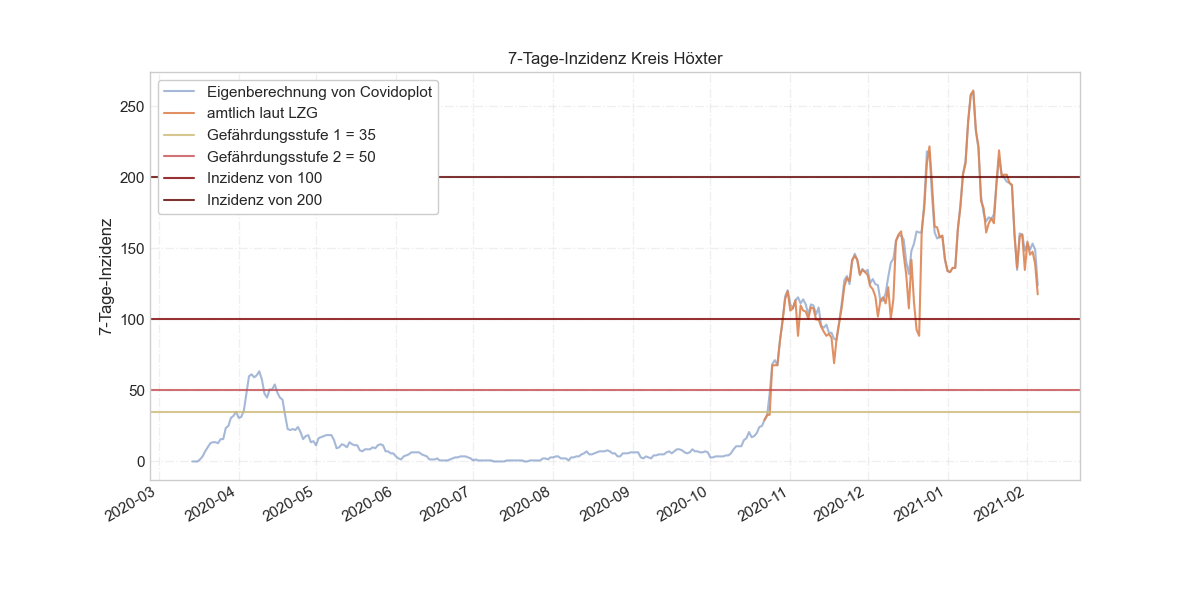 7-Tage-Inzidenz Kreis Höxter
Eigenberechnung von Covidoplot
amtlich laut LZG
Gefährdungsstufe 1 = 35
Gefährdungsstufe 2 = 50
Inzidenz von 100
Inzidenz von 200
7-Tage-Inzidenz
250
200
150
100
50
0
2020-03
2020-04
2020-05
2020-06
2020-07
2020-08
2020-09
2020-10
2020-11
2020-12
2021-01
2021-02